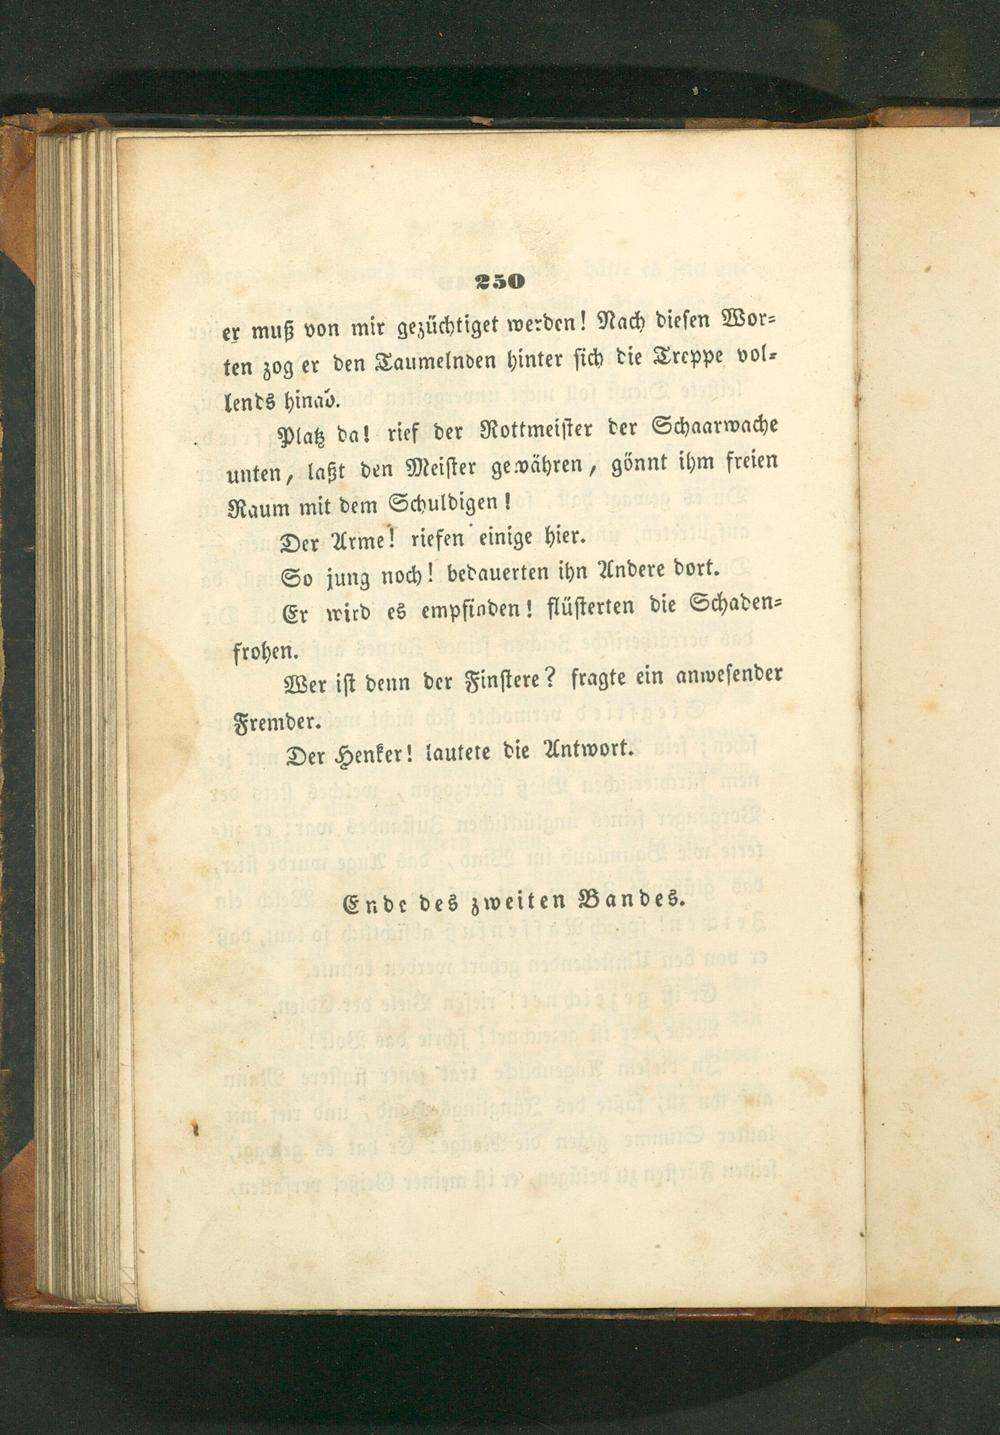 250
er muß von mir gezüchtiget werden! Nach diesen Wor-
ten zog er den Taumelnden hinter sich die Treppe vol-
lends hinab.
Platz da! rief der Rottmeister der Schaarwache
unten, laßt den Meister gewähren, gönnt ihm freien
Raum mit dem Schuldigen!
Der Arme! riefen einige hier.
So jung noch! bedauerten ihn Andere dort.
Er wird es empfinden! flüsterten die Schaden-
frohen.
Wer ist denn der Finstere? fragte ein anwesender
Fremder.
Der Henker! lautete die Antwort.
Ende des zweiten Bandes.